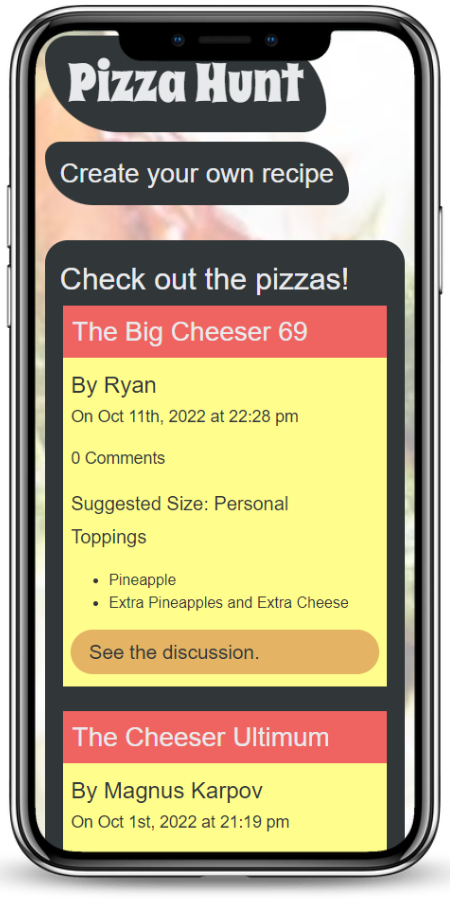 Pizza Hunt
Create your own recipe
Check out the pizzas!
The Big Cheeser 69
By Ryan
On Oct 11th, 2022 at 22:28 pm
0 Comments
Suggested Size: Personal
Toppings
• Pineapple
• Extra Pineapples and Extra Cheese
See the discussion.
The Cheeser Ultimum
By Magnus Karpov
On Oct 1st, 2022 at 21:19 pm